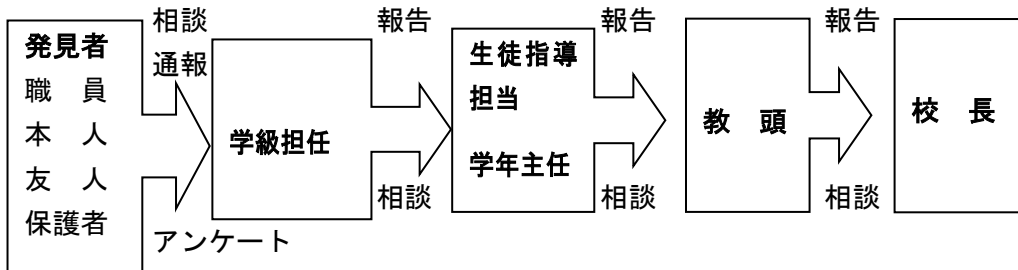 発見者
職　員
本　人
友　人
保護者
相談
通報
アンケート
学級担任
報告
相談
生徒指導
担当
学年主任
報告
相談
教　頭
報告
相談
校　長